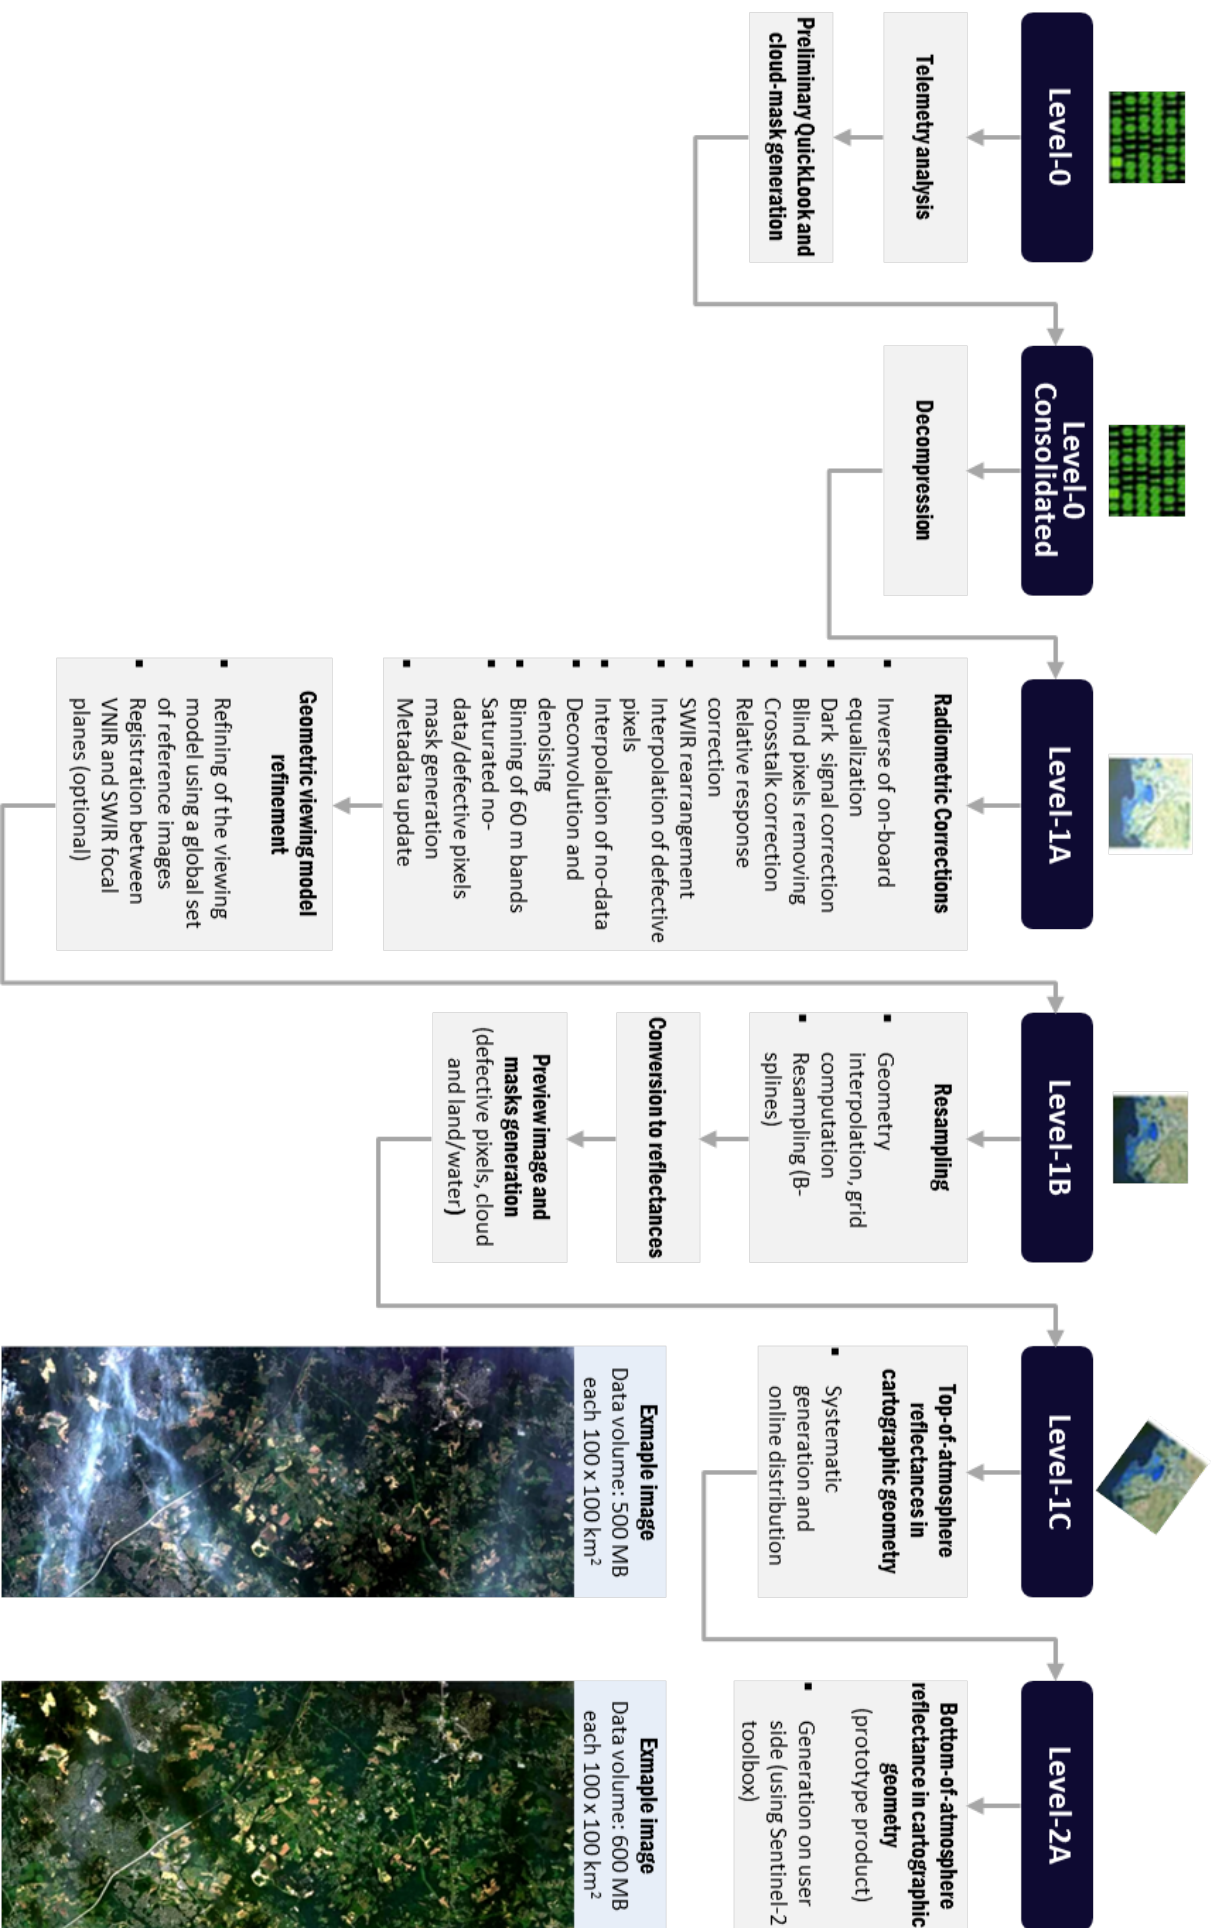 Level-0
Telemetry analysis
Preliminary QuickLook and
cloud-mask generation
Level-0
Consolidated
Decompression
Level-1A
Radiometric Corrections
▪ Inverse of on-board
equalization
▪ Dark signal correction
▪ Blind pixels removing
▪ Crosstalk correction
▪ Relative response
correction
▪ SWIR rearrangement
▪ Interpolation of defective
pixels
▪ Interpolation of no-data
▪ Deconvolution and
denoising
▪ Binning of 60 m bands
▪ Saturated no-
data/defective pixels
mask generation
▪ Metadata update
Geometric viewing model
refinement
▪ Refining of the viewing
model using a global set
of reference images
▪ Registration between
VNIR and SWIR focal
planes (optional)
Level-1B
Resampling
▪ Geometry
interpolation, grid
computation
▪ Resampling (B-
splines)
Conversion to reflectances
Preview image and
masks generation
(defective pixels, cloud
and land/water)
Level-1C
Top-of-atmosphere
reflectances in
cartographic geometry
▪ Systematic
generation and
online distribution
Exmaple image
Data volume: 500 MB
each 100 x 100 km²
Level-2A
Bottom-of-atmosphere
reflectance in cartographic
geometry
(prototype product)
▪ Generation on user
side (using Sentinel-2
toolbox)
Exmaple image
Data volume: 600 MB
each 100 x 100 km²